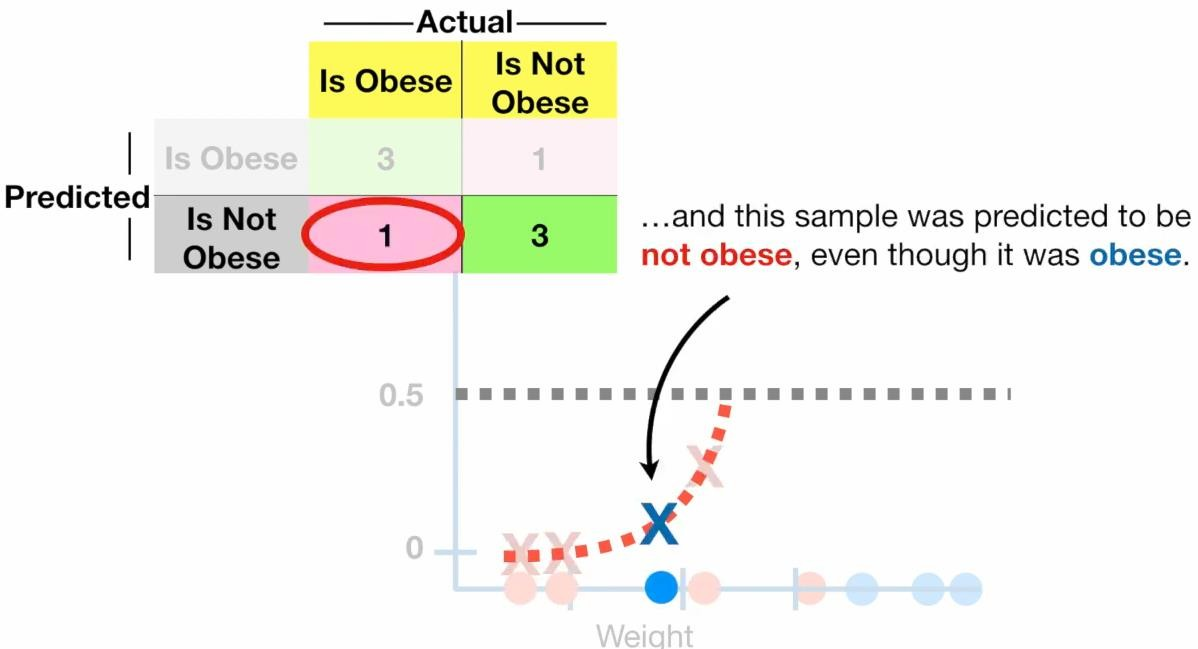 Actual
Is Obese
Is Not
Obese
Is Obese 3 1
Predicted
Is Not
Obese
1 3
…and this sample was predicted to be
not obese, even though it was obese.
0.5
X
X X X
0
Weight